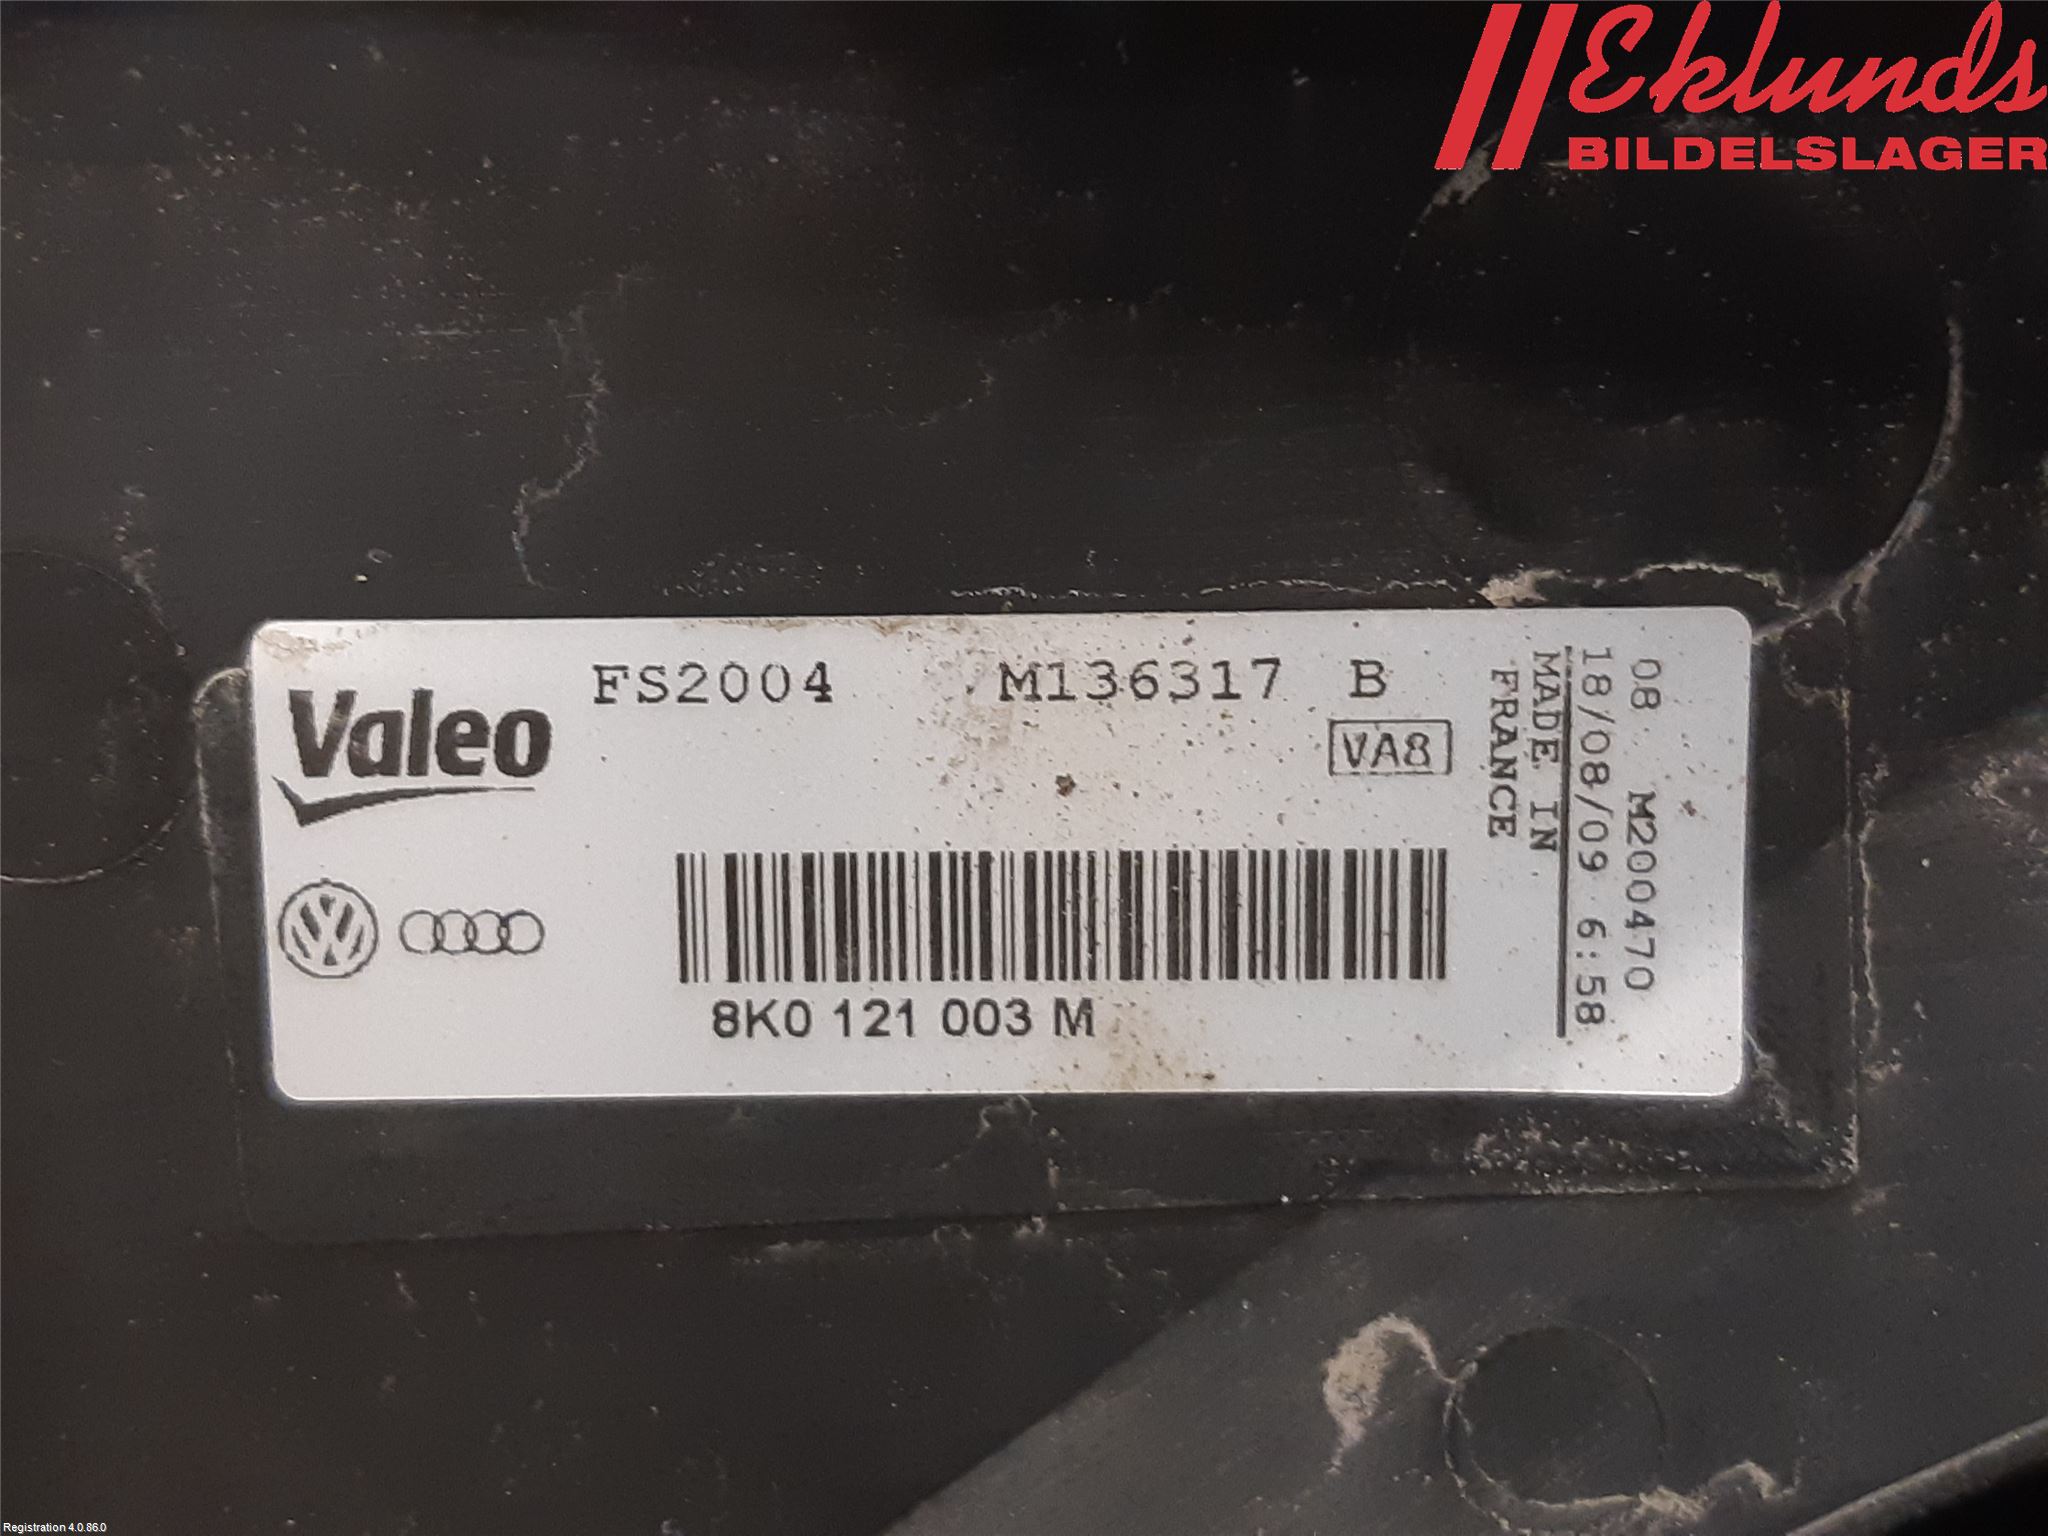 Eklunds
BILDELSLAGER
FS2004 M136317 B
Valeo
VA8
8K0 121 003 M
MADE IN
FRANCE
08 M200470
18/08/09 6:58
Registration 4.0.86.0